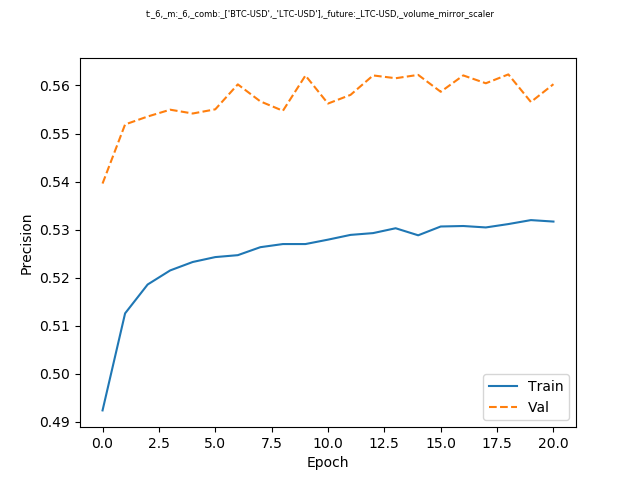 t:_6,_m:_6,_comb:_['BTC-USD',_'LTC-USD'],_future:_LTC-USD,_volume_mirror_scaler
0.56
0.55
0.54
0.53
0.52
0.51
0.50
0.49
Precision
0.0 2.5 5.0 7.5 10.0 12.5 15.0 17.5 20.0
Epoch
Train
Val